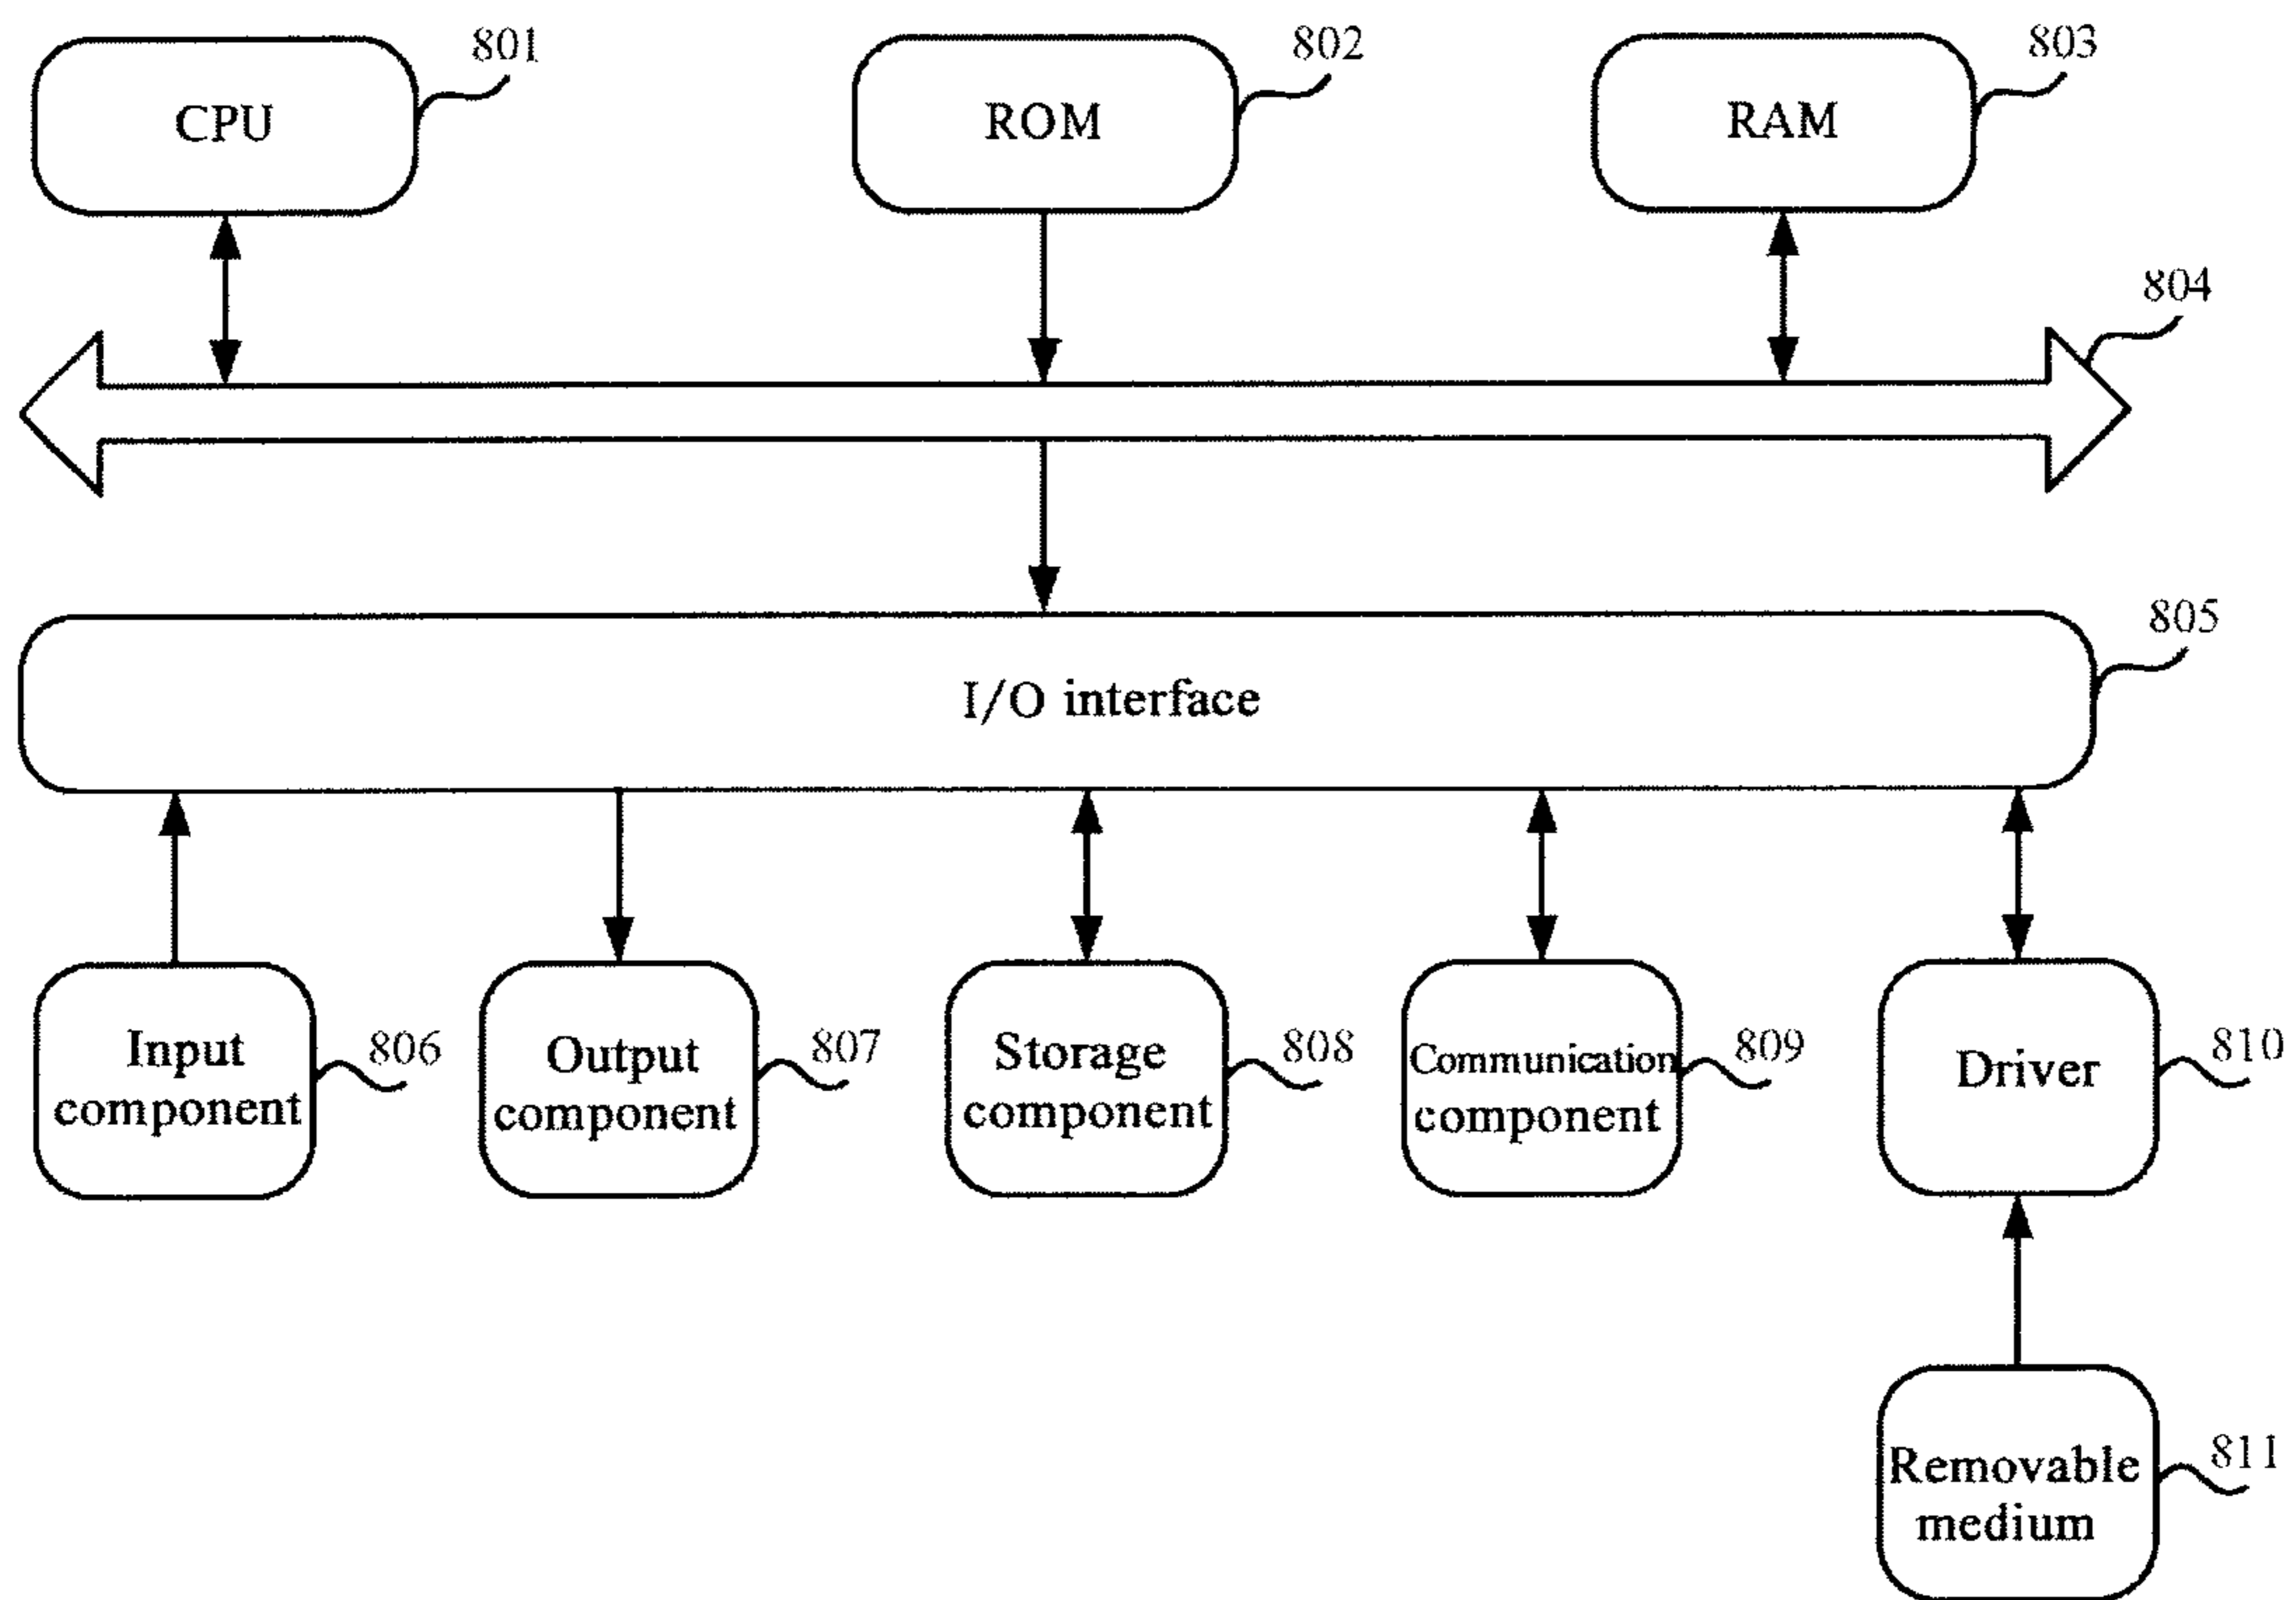 801
802
803
CPU
ROM
RAM
804
805
I/O interface
Input
component
806
Output
component
807
Storage
component
808
Communication
component
809
Driver
810
Removable
medium
811